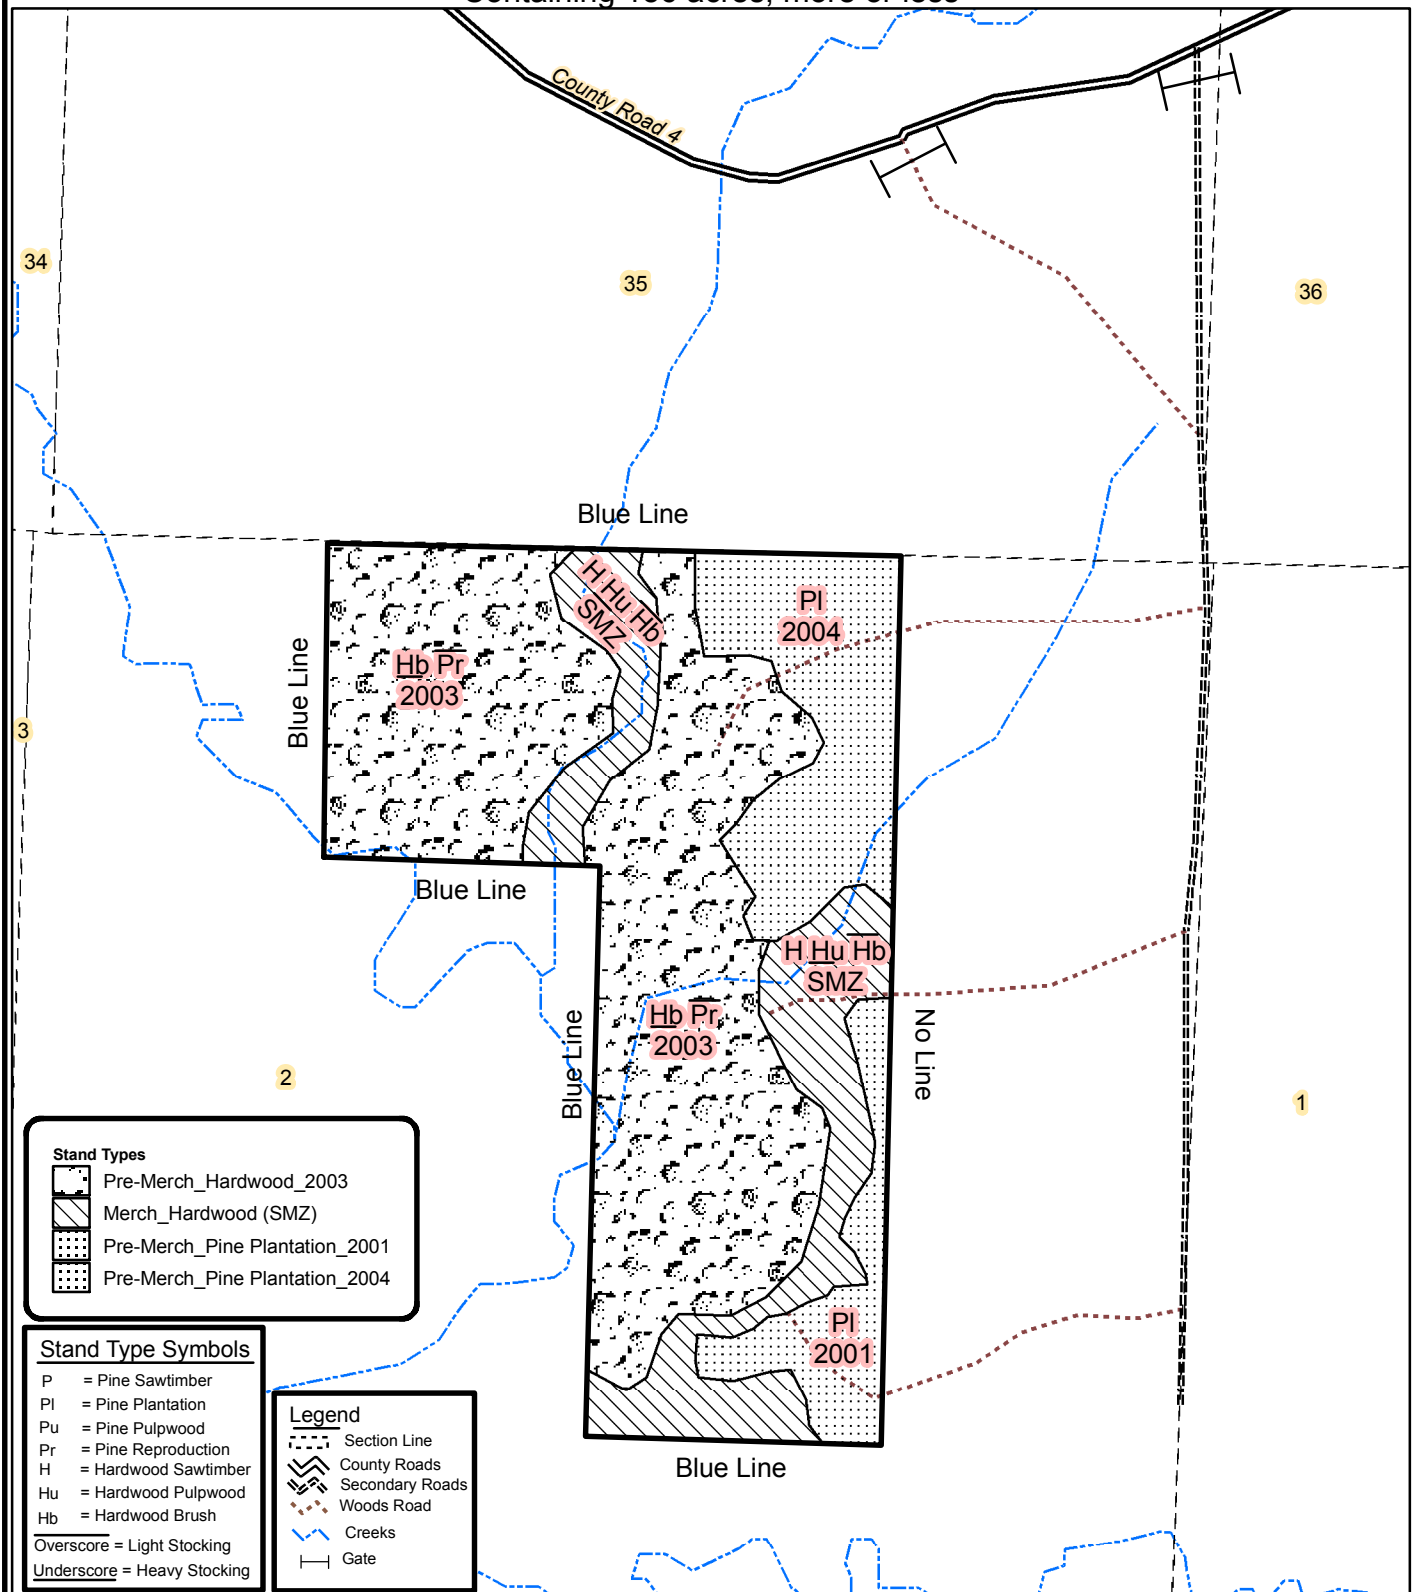 County Road 4
34
35
36
Blue Line
H Hu Hb
SMZ
Pl
2004
Hb Pr
2003
Blue Line
3
Blue Line
H Hu Hb
SMZ
Hb Pr
2003
Blue Line
No Line
2
1
Pl
2001
Blue Line
Stand Types
Pre-Merch_Hardwood_2003
Merch_Hardwood (SMZ)
Pre-Merch_Pine Plantation_2001
Pre-Merch_Pine Plantation_2004
Stand Type Symbols
P = Pine Sawtimber
Pl = Pine Plantation
Pu = Pine Pulpwood
Pr = Pine Reproduction
H = Hardwood Sawtimber
Hu = Hardwood Pulpwood
Hb = Hardwood Brush
Overscore = Light Stocking
Underscore = Heavy Stocking
Legend
Section Line
County Roads
Secondary Roads
Woods Road
Creeks
Gate